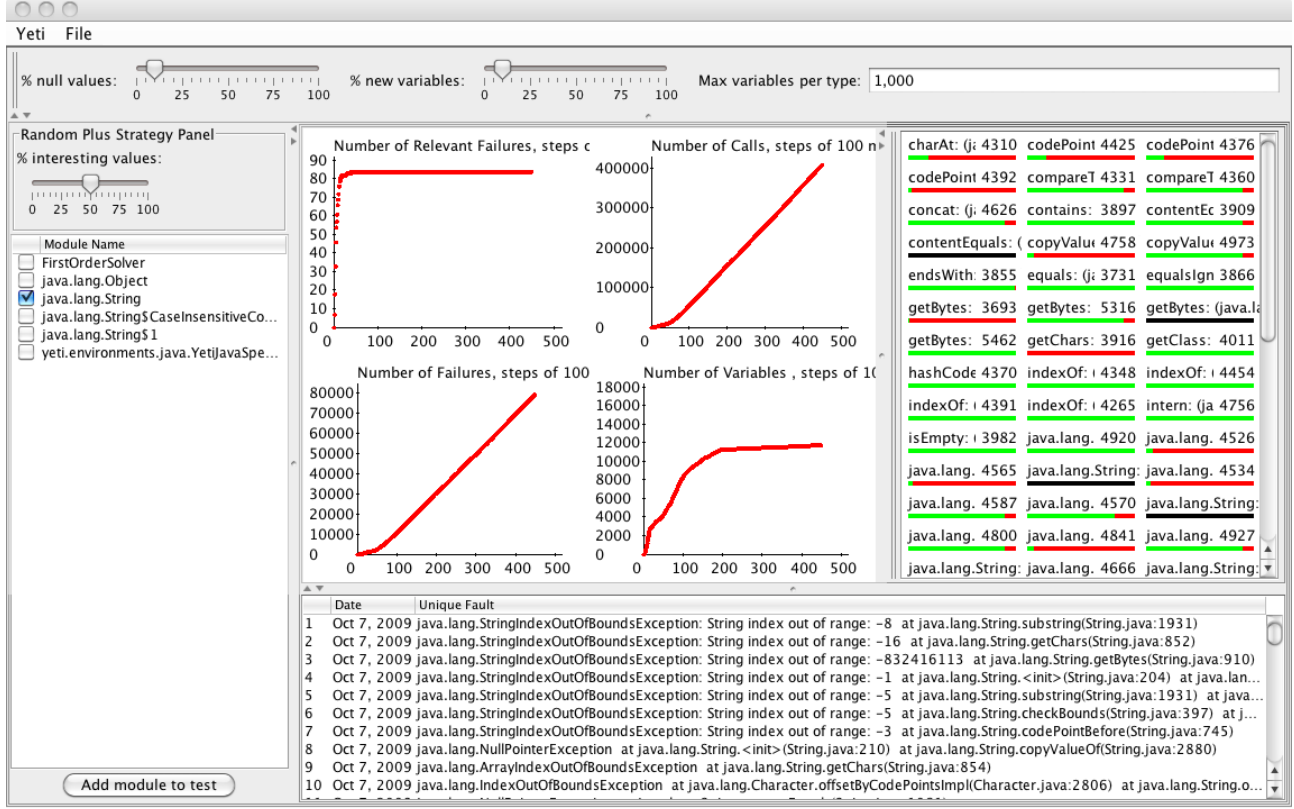 Yeti File
% null values: 0 25 50 75 100 % new variables: 0 25 50 75 100 Max variables per type: 1,000
Random Plus Strategy Panel
% interesting values:
0 25 50 75 100
Module Name
FirstOrderSolver
java.lang.Object
java.lang.String
java.lang.String$CaseInsensitiveCo...
java.lang.String$1
yeti.environments.java.YetiJavaSpe...
Add module to test
Number of Relevant Failures, steps c
90
80
70
60
50
40
30
20
10
0
0 100 200 300 400 500
Number of Calls, steps of 100 n
400000
300000
200000
100000
0
0 100 200 300 400 500
Number of Failures, steps of 100
80000
70000
60000
50000
40000
30000
20000
10000
0
0 100 200 300 400 500
Number of Variables , steps of 10
18000
16000
14000
12000
10000
8000
6000
4000
2000
0
0 100 200 300 400 500
charAt: (ja 4310 codePoint 4425 codePoint 4376
codePoint 4392 compareT 4331 compareT 4360
concat: (ja 4626 contains: 3897 contentEc 3909
contentEquals: ( copyValue 4758 copyValue 4973
endsWith: 3855 equals: (ja 3731 equalsIgn 3866
getBytes: 3693 getBytes: 5316 getBytes: (java.la
getBytes: 5462 getChars: 3916 getClass: 4011
hashCode 4370 indexOf: ( 4348 indexOf: ( 4454
indexOf: ( 4391 indexOf: ( 4265 intern: (ja 4756
isEmpty: ( 3982 java.lang. 4920 java.lang. 4526
java.lang. 4565 java.lang.String: java.lang. 4534
java.lang. 4587 java.lang. 4570 java.lang.String:
java.lang. 4800 java.lang. 4841 java.lang. 4927
java.lang.String: java.lang. 4666 java.lang.String:
Date Unique Fault
1 Oct 7, 2009 java.lang.StringIndexOutOfBoundsException: String index out of range: -8 at java.lang.String.substring(String.java:1931)
2 Oct 7, 2009 java.lang.StringIndexOutOfBoundsException: String index out of range: -16 at java.lang.String.getChars(String.java:852)
3 Oct 7, 2009 java.lang.StringIndexOutOfBoundsException: String index out of range: -832416113 at java.lang.String.getBytes(String.java:910)
4 Oct 7, 2009 java.lang.StringIndexOutOfBoundsException: String index out of range: -1 at java.lang.String.<init>(String.java:204) at java.lan...
5 Oct 7, 2009 java.lang.StringIndexOutOfBoundsException: String index out of range: -5 at java.lang.String.substring(String.java:1931) at java...
6 Oct 7, 2009 java.lang.StringIndexOutOfBoundsException: String index out of range: -5 at java.lang.String.checkBounds(String.java:397) at j...
7 Oct 7, 2009 java.lang.StringIndexOutOfBoundsException: String index out of range: -3 at java.lang.String.codePointBefore(String.java:745)
8 Oct 7, 2009 java.lang.NullPointerException at java.lang.String.<init>(String.java:210) at java.lang.String.copyValueOf(String.java:2880)
9 Oct 7, 2009 java.lang.ArrayIndexOutOfBoundsException at java.lang.String.getChars(String.java:854)
10 Oct 7, 2009 java.lang.IndexOutOfBoundsException at java.lang.Character.offsetByCodePointsImpl(Character.java:2806) at java.lang.String.o...